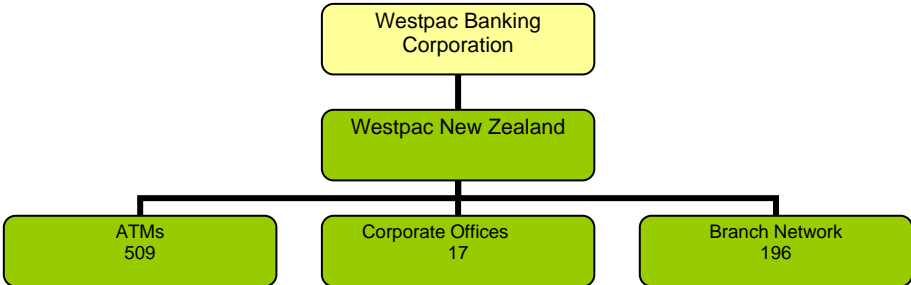 Westpac Banking
Corporation
Westpac New Zealand
ATMs
509
Corporate Offices
17
Branch Network
196